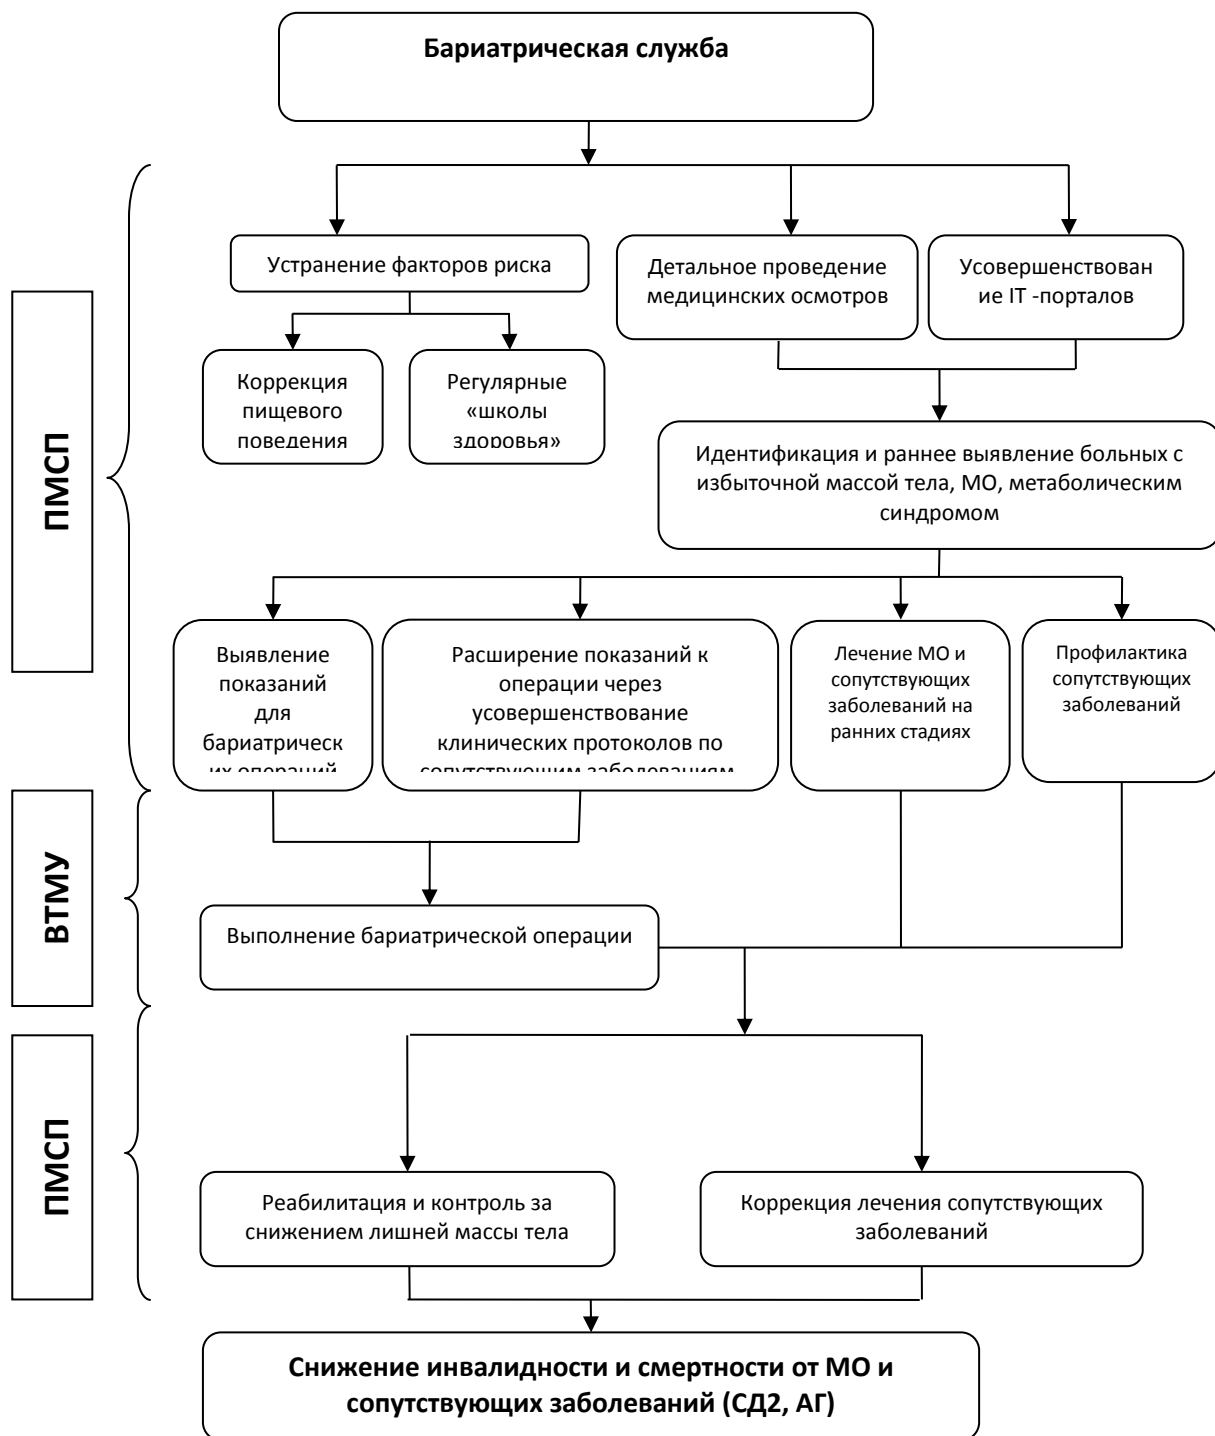 Бариатрическая служба
Устранение факторов риска
Детальное проведение
медицинских осмотров
Усовершенствован
ие IT -порталов
Коррекция
пищевого
поведения
Регулярные
«школы
здоровья»
ПМСП
Идентификация и раннее выявление больных с
избыточной массой тела, МО, метаболическим
синдромом
Выявление
показаний
для
бариатрическ
их операций
Расширение показаний к
операции через
усовершенствование
клинических протоколов по
сопутствующим заболеваниям
Лечение МО и
сопутствующих
заболеваний на
ранних стадиях
Профилактика
сопутствующих
заболеваний
ВТМУ
Выполнение бариатрической операции
ПМСП
Реабилитация и контроль за
снижением лишней массы тела
Коррекция лечения сопутствующих
заболеваний
Снижение инвалидности и смертности от МО и
сопутствующих заболеваний (СД2, АГ)